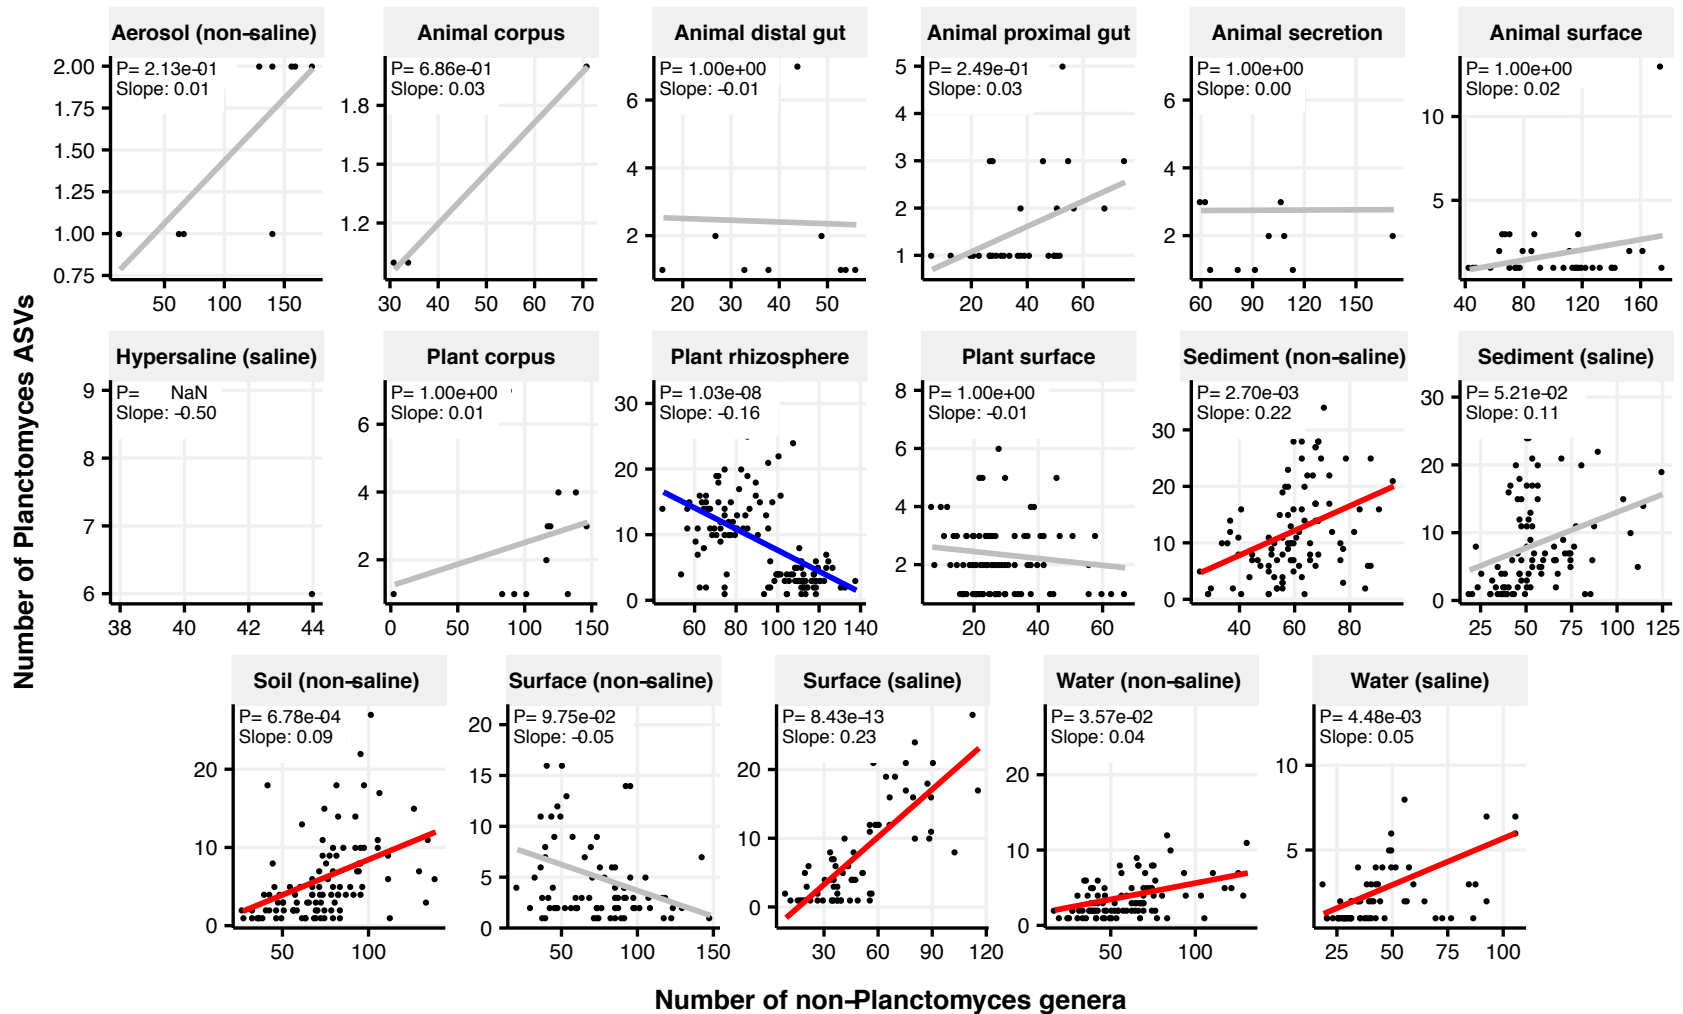 Aerosol (non-saline)
P= 2.13e-01
Slope: 0.01
2.00
1.75
1.50
1.25
1.00
0.75
50 100 150
Animal corpus
P= 6.86e-01
Slope: 0.03
1.8
1.5
1.2
30 40 50 60 70
Animal distal gut
P= 1.00e+00
Slope: -0.01
6
4
2
20 30 40 50
Animal proximal gut
P= 2.49e-01
Slope: 0.03
5
4
3
2
1
20 40 60
Animal secretion
P= 1.00e+00
Slope: 0.00
6
4
2
60 90 120 150
Animal surface
P= 1.00e+00
Slope: 0.02
10
5
40 80 120 160
Hypersaline (saline)
P= NaN
Slope: -0.50
9
8
7
6
38 40 42 44
Plant corpus
P= 1.00e+00
Slope: 0.01
6
4
2
0 50 100 150
Plant rhizosphere
P= 1.03e-08
Slope: -0.16
30
20
10
0
60 80 100 120 140
Plant surface
P= 1.00e+00
Slope: -0.01
8
6
4
2
20 40 60
Sediment (non-saline)
P= 2.70e-03
Slope: 0.22
30
20
10
0
40 60 80
Sediment (saline)
P= 5.21e-02
Slope: 0.11
30
20
10
0
25 50 75 100 125
Soil (non-saline)
P= 6.78e-04
Slope: 0.09
20
10
0
50 100
Surface (non-saline)
P= 9.75e-02
Slope: -0.05
20
15
10
5
0
50 100 150
Surface (saline)
P= 8.43e-13
Slope: 0.23
20
10
0
30 60 90 120
Water (non-saline)
P= 3.57e-02
Slope: 0.04
20
10
0
50 100
Water (saline)
P= 4.48e-03
Slope: 0.05
10
5
25 50 75 100
Number of Planctomyces ASVs
Number of non-Planctomyces genera